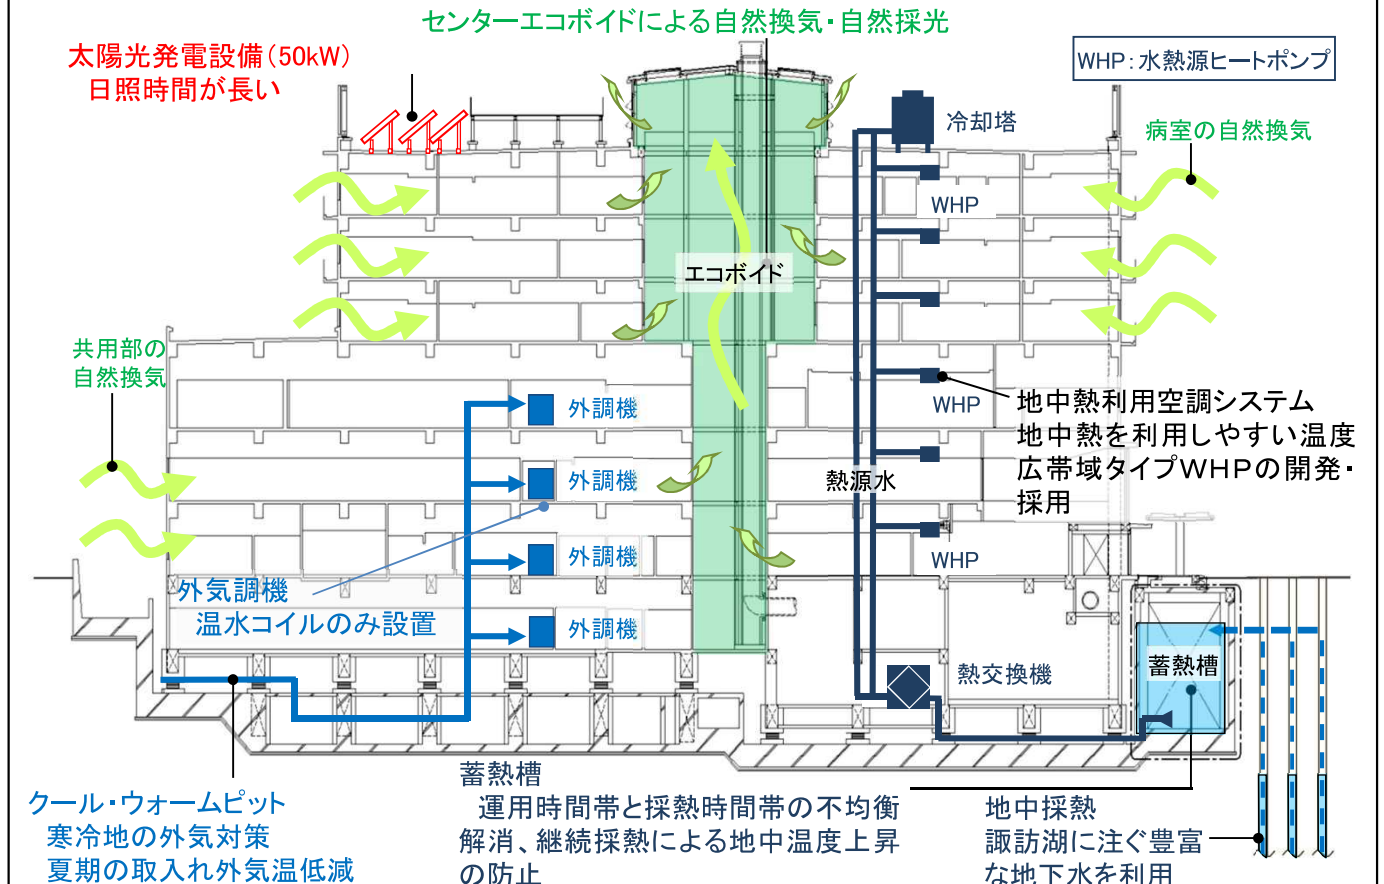 センターエコボイドによる自然換気・自然採光
太陽光発電設備(50kW)
日照時間が長い
WHP:水熱源ヒートポンプ
冷却塔
病室の自然換気
WHP
エコボイド
共用部の
自然換気
外調機
WHP
地中熱利用空調システム
地中熱を利用しやすい温度
広帯域タイプWHPの開発・
採用
外調機
熱源水
外調機
WHP
外気調機
温水コイルのみ設置
外調機
熱交換機
蓄熱槽
クール・ウォームピット
寒冷地の外気対策
夏期の取入れ外気温低減
蓄熱槽
運用時間帯と採熱時間帯の不均衡
解消、継続採熱による地中温度上昇
の防止
地中採熱
諏訪湖に注ぐ豊富
な地下水を利用